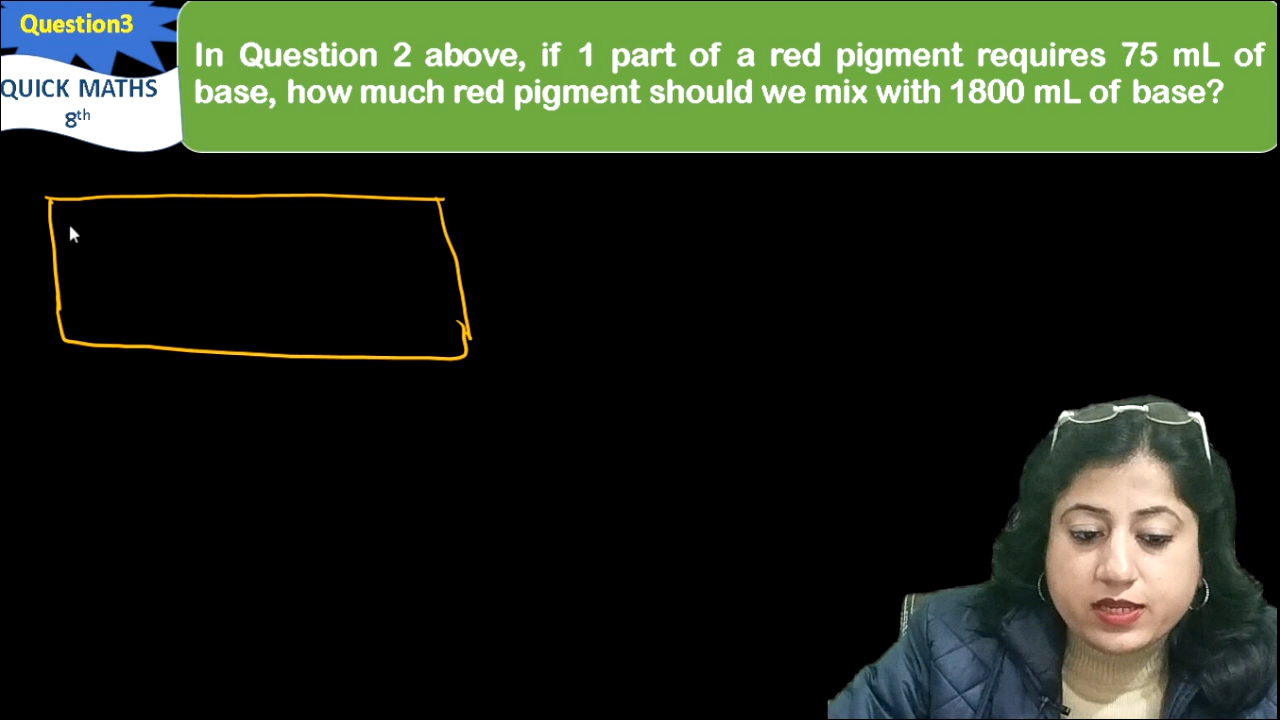 Question3
QUICK MATHS
8th
In Question 2 above, if 1 part of a red pigment requires 75 mL of
base, how much red pigment should we mix with 1800 mL of base?